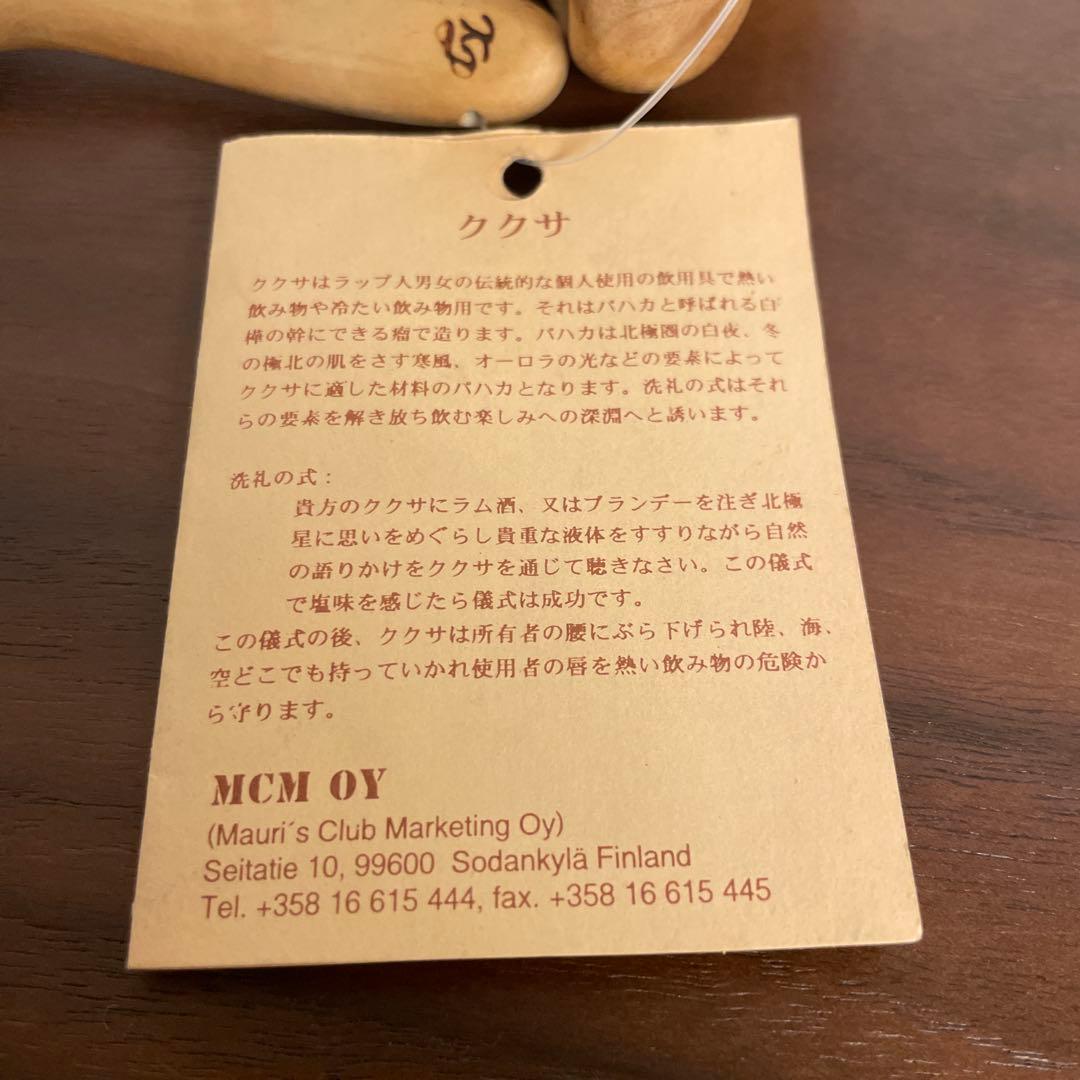 ククサ
ククサはラップ人男女の伝統的な個人使用の飲用具で熱い
飲み物や冷たい飲み物用です。それはパハカと呼ばれる白
樺の幹にできる瘤で造ります。パハカは北極圏の白夜、冬
の極北の肌をさす寒風、オーロラの光などの要素によって
ククサに適した材料のパハカとなります。洗礼の式はそれ
らの要素を解き放ち飲む楽しみへの深淵へと誘います。
洗礼の式：
貴方のククサにラム酒、又はブランデーを注ぎ北極
星に思いをめぐらし貴重な液体をすすりながら自然
の語りかけをククサを通じて聴きなさい。この儀式
で塩味を感じたら儀式は成功です。
この儀式の後、ククサは所有者の腰にぶら下げられ陸、海、
空どこでも持っていかれ使用者の唇を熱い飲み物の危険か
ら守ります。
MCM OY
(Mauri´s Club Marketing Oy)
Seitatie 10, 99600 Sodankylä Finland
Tel. +358 16 615 444, fax. +358 16 615 445